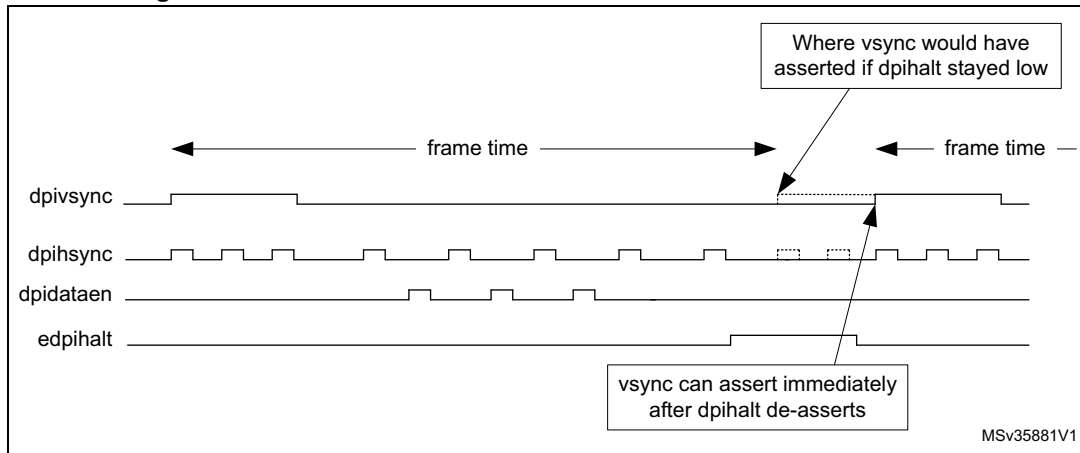 Where vsync would have
asserted if dpihalt stayed low
frame time
frame time
dpivsync
dpihsync
dpidataen
edpihalt
vsync can assert immediately
after dpihalt de-asserts
MSv35881V1